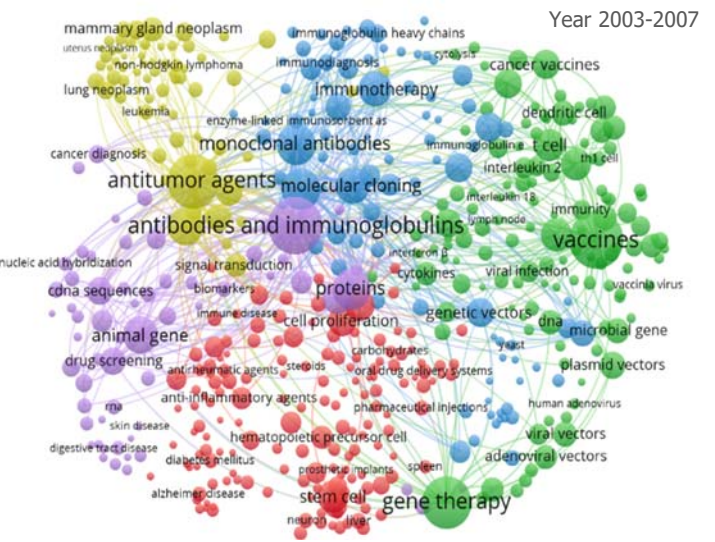 Year 2003-2007
mammary gland neoplasm
immunoglobulin heavy chains
uterus neoplasm
cytolysis
non-hodgkin lymphoma
immunodiagnosis
cancer vaccines
lung neoplasm
immunotherapy
leukemia
dendritic cell
enzyme-linked immunosorbent as
monoclonal antibodies
immunoglobulin e
t cell
cancer diagnosis
th1 cell
interleukin 2
antitumor agents
molecular cloning
interleukin 18
immunity
lymph node
antibodies and immunoglobulins
vaccines
interferon β
nucleic acid hybridization
signal transduction
cytokines
viral infection
cdna sequences
biomarkers
proteins
vaccinia virus
immune disease
genetic vectors
cell proliferation
dna
microbial gene
animal gene
yeast
carbohydrates
drug screening
steroids
plasmid vectors
antirheumatic agents
oral drug delivery systems
anti-inflammatory agents
rna
pharmaceutical injections
human adenovirus
skin disease
hematopoietic precursor cell
viral vectors
digestive tract disease
adenoviral vectors
diabetes mellitus
prosthetic implants
spleen
alzheimer disease
stem cell
gene therapy
neuron
liver